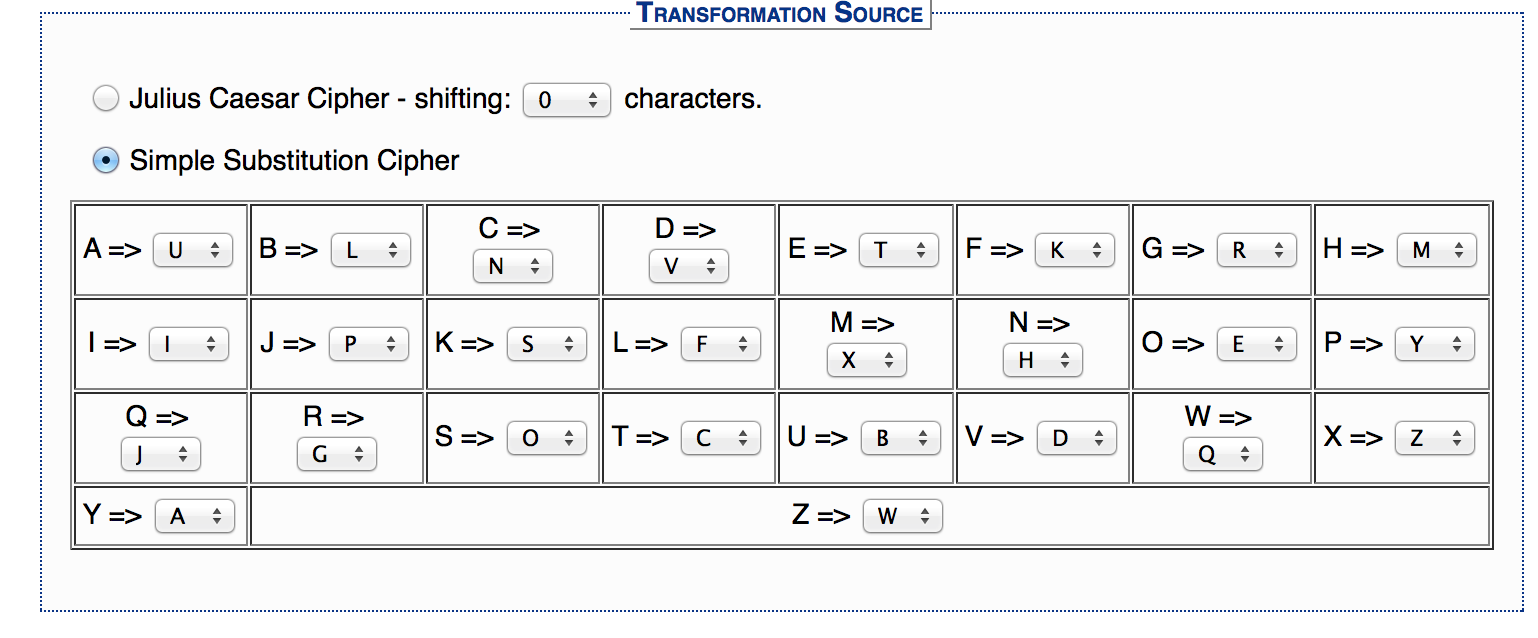 TRANSFORMATION SOURCE
Julius Caesar Cipher - shifting: 0 characters.
Simple Substitution Cipher
A => U B => L C => N D => V E => T F => K G => R H => M
I => I J => P K => S L => F M => X N => H O => E P => Y
Q => J R => G S => O T => C U => B V => D W => Q X => Z
Y => A Z => W